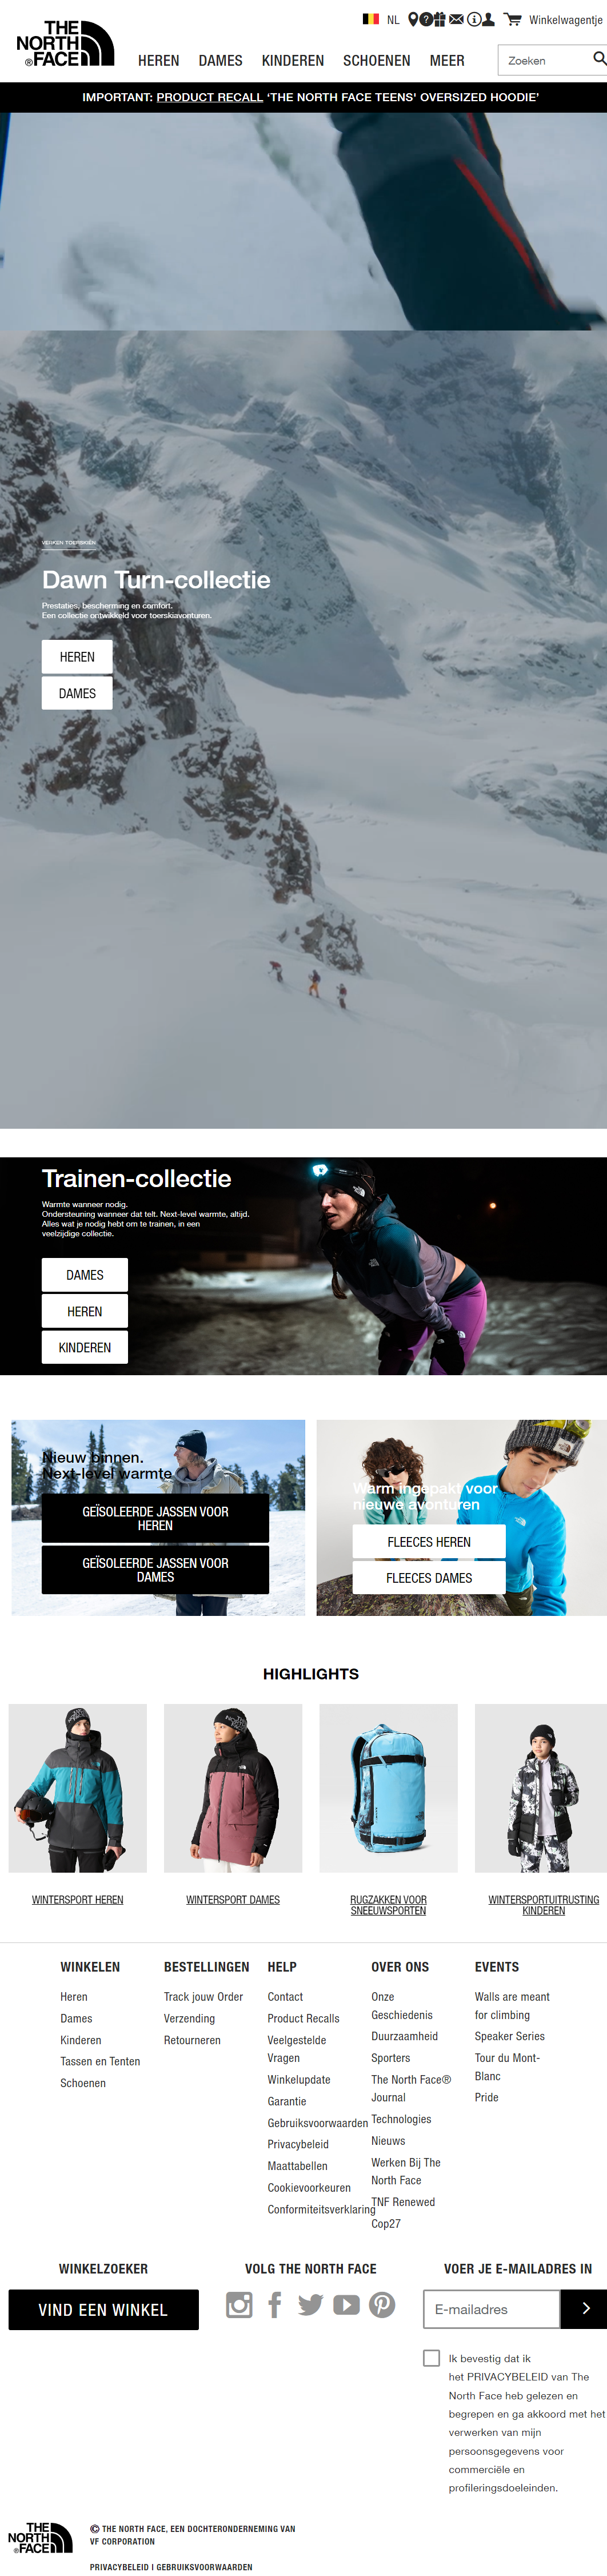 THE NORTH FACE
NL
Winkelwagentje
HEREN DAMES KINDEREN SCHOENEN MEER
Zoeken
IMPORTANT: PRODUCT RECALL ‘THE NORTH FACE TEENS' OVERSIZED HOODIE’
VERKEN TOERSKIËN
Dawn Turn-collectie
Prestaties, bescherming en comfort.
Een collectie ontwikkeld voor toerskiavonturen.
HEREN
DAMES
Trainen-collectie
Warmte wanneer nodig.
Ondersteuning wanneer dat telt. Next-level warmte, altijd.
Alles wat je nodig hebt om te trainen, in een
veelzijdige collectie.
DAMES
HEREN
KINDEREN
Nieuw binnen.
Next-level warmte
GEÏSOLEERDE JASSEN VOOR
HEREN
GEÏSOLEERDE JASSEN VOOR
DAMES
Warm ingepakt voor
nieuwe avonturen
FLEECES HEREN
FLEECES DAMES
HIGHLIGHTS
WINTERSPORT HEREN
WINTERSPORT DAMES
RUGZAKKEN VOOR
SNEEUWSPORTEN
WINTERSPORTUITRUSTING
KINDEREN
WINKELEN
Heren
Dames
Kinderen
Tassen en Tenten
Schoenen
BESTELLINGEN
Track jouw Order
Verzending
Retourneren
HELP
Contact
Product Recalls
Veelgestelde
Vragen
Winkelupdate
Garantie
Gebruiksvoorwaarden
Privacybeleid
Maattabellen
Cookievoorkeuren
Conformiteitsverklaring
OVER ONS
Onze
Geschiedenis
Duurzaamheid
Sporters
The North Face®
Journal
Technologies
Nieuws
Werken Bij The
North Face
TNF Renewed
Cop27
EVENTS
Walls are meant
for climbing
Speaker Series
Tour du Mont-
Blanc
Pride
WINKELZOEKER
VIND EEN WINKEL
VOLG THE NORTH FACE
VOER JE E-MAILADRES IN
E-mailadres
Ik bevestig dat ik
het PRIVACYBELEID van The
North Face heb gelezen en
begrepen en ga akkoord met het
verwerken van mijn
persoonsgegevens voor
commerciële en
profileringsdoeleinden.
THE NORTH FACE
© THE NORTH FACE, EEN DOCHTERONDERNEMING VAN
VF CORPORATION
PRIVACYBELEID I GEBRUIKSVOORWAARDEN